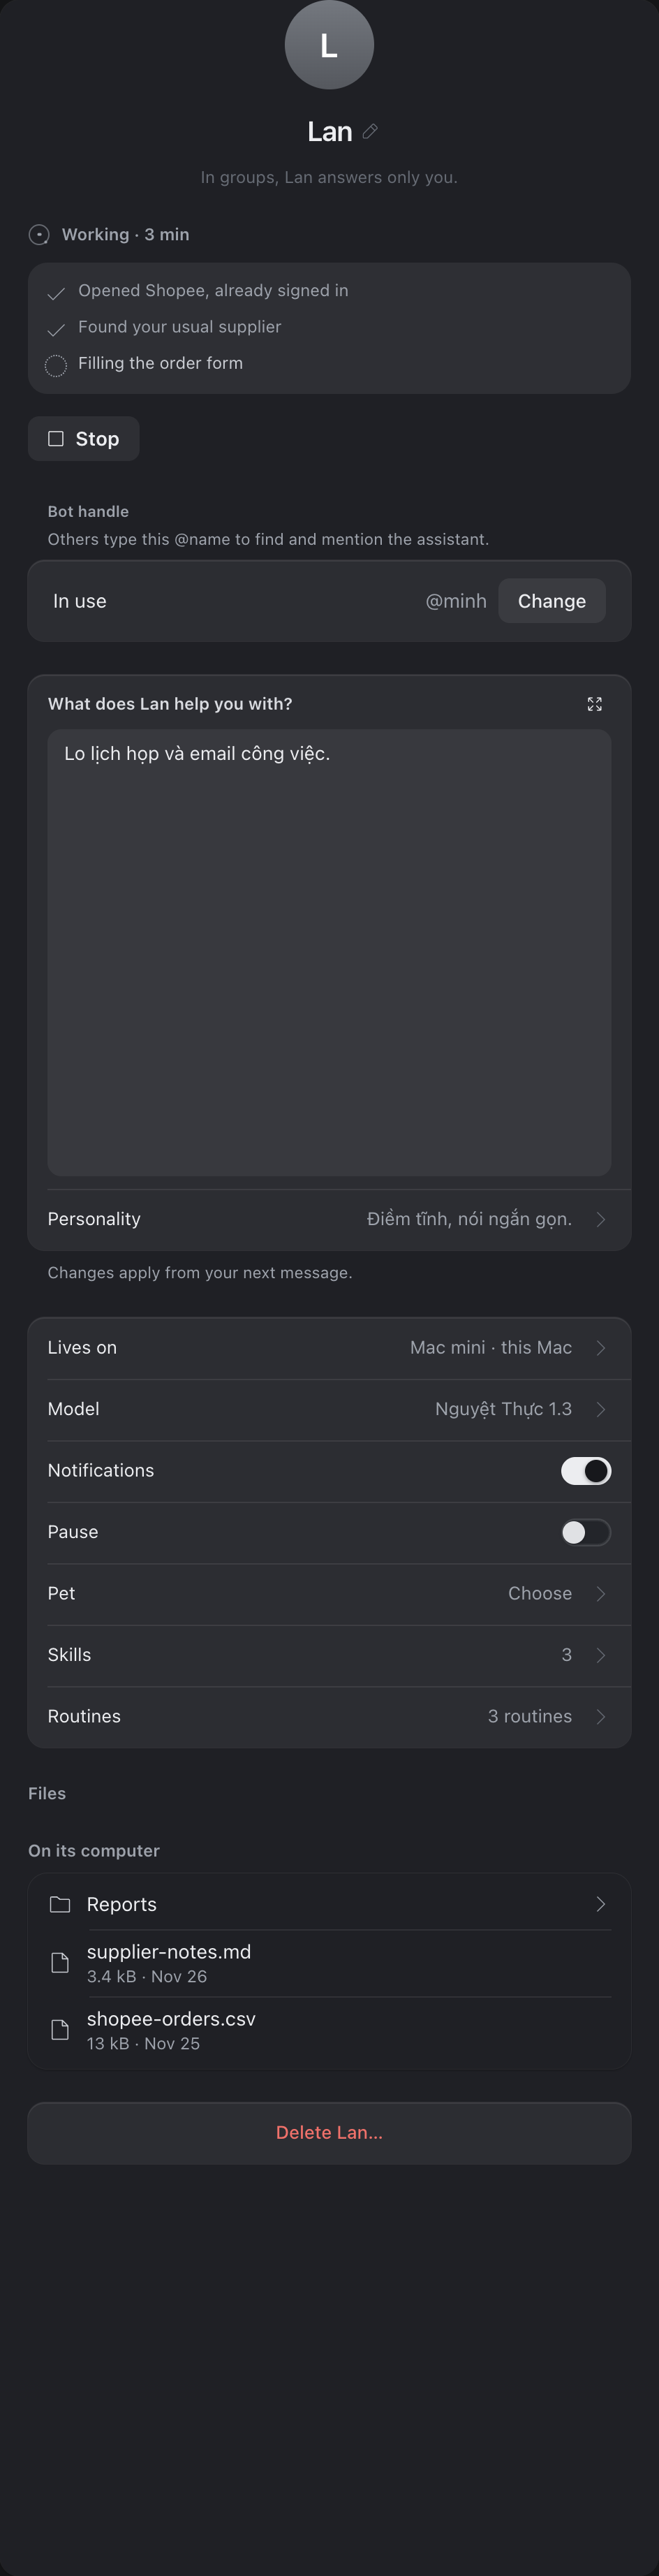 L
Lan
In groups, Lan answers only you.
Working · 3 min
Opened Shopee, already signed in
Found your usual supplier
Filling the order form
Stop
Bot handle
Others type this @name to find and mention the assistant.
In use @minh Change
What does Lan help you with?
Lo lịch họp và email công việc.
Personality Điềm tĩnh, nói ngắn gọn.
Changes apply from your next message.
Lives on Mac mini · this Mac
Model Nguyệt Thực 1.3
Notifications
Pause
Pet Choose
Skills 3
Routines 3 routines
Files
On its computer
Reports
supplier-notes.md
3.4 kB · Nov 26
shopee-orders.csv
13 kB · Nov 25
Delete Lan...